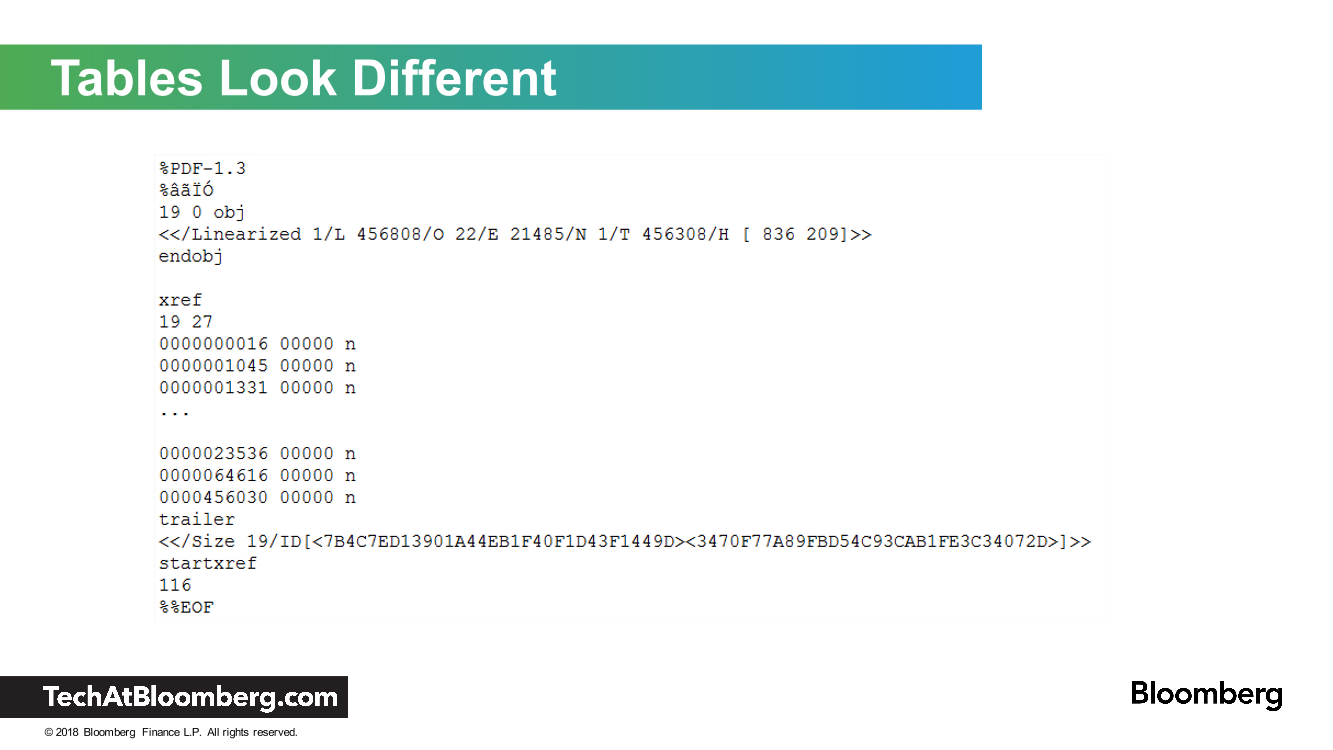 Tables Look Different
%PDF-1.3
%âãÏÓ
19 0 obj
<</Linearized 1/L 456808/O 22/E 21485/N 1/T 456308/H [ 836 209]>>
endobj
xref
19 27
0000000016 00000 n
0000001045 00000 n
0000001331 00000 n
...
0000023536 00000 n
0000064616 00000 n
0000456030 00000 n
trailer
<</Size 19/ID[<7B4C7ED13901A44EB1F40F1D43F1449D><3470F77A89FBD54C93CAB1FE3C34072D>]>>
startxref
116
%%EOF
TechAtBloomberg.com
Bloomberg
© 2018 Bloomberg Finance L.P. All rights reserved.